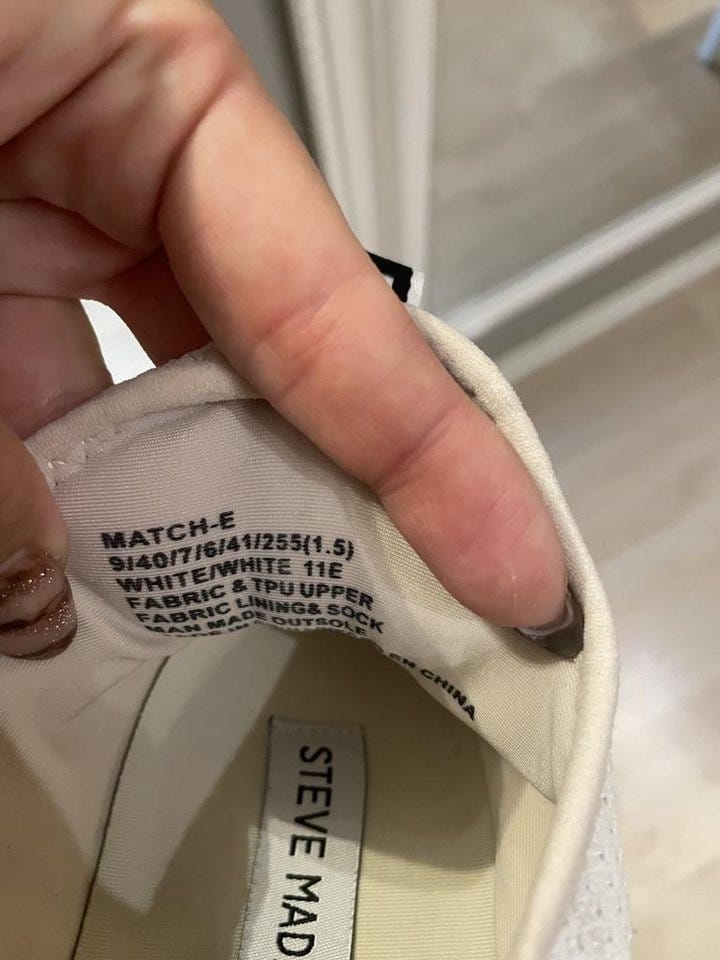 MATCH-E
9/40/7/6/41/255(1.5)
WHITE/WHITE 11E
FABRIC & TPU UPPER
FABRIC LINING& SOCK
MAN MADE OUTSOLE
EN CHINA
STEVE MAD